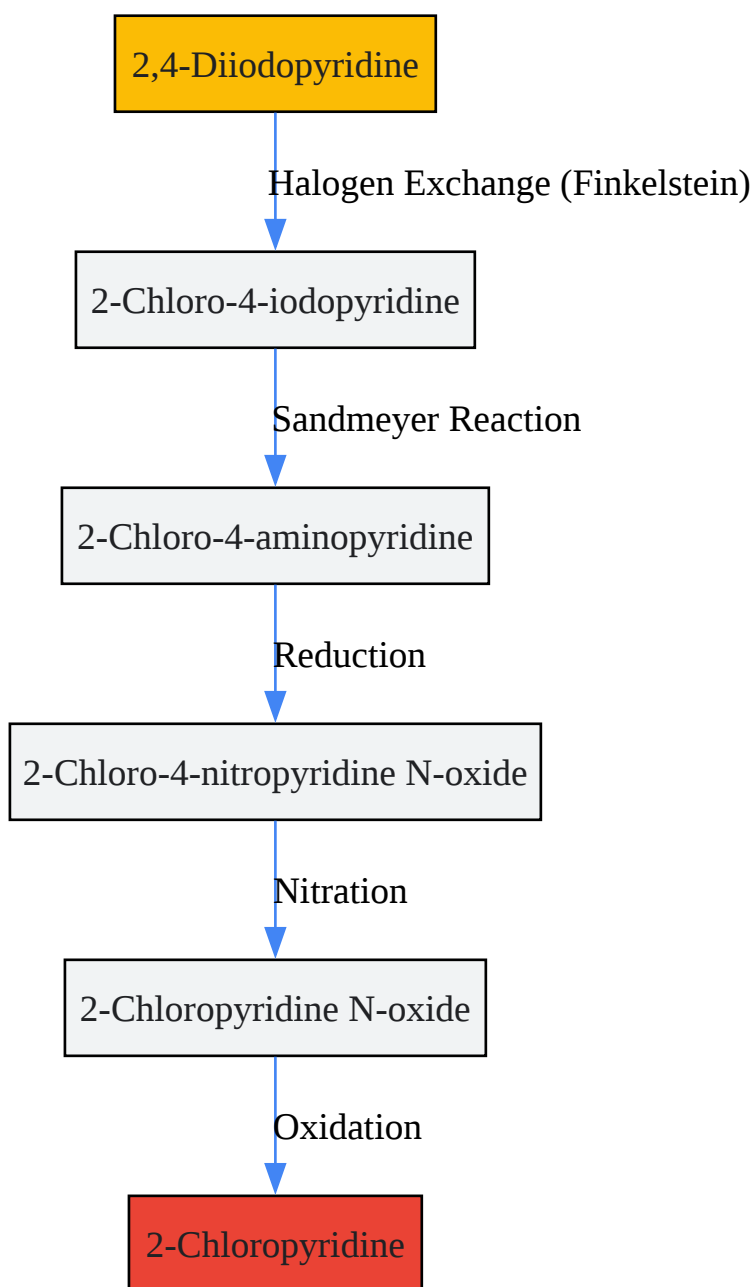 2,4-Diiodopyridine
Halogen Exchange (Finkelstein)
2-Chloro-4-iodopyridine
Sandmeyer Reaction
2-Chloro-4-aminopyridine
Reduction
2-Chloro-4-nitropyridine N-oxide
Nitration
2-Chloropyridine N-oxide
Oxidation
2-Chloropyridine